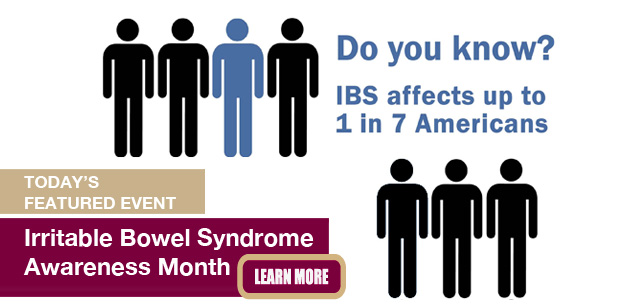 Do you know?
IBS affects up to
1 in 7 Americans
TODAY'S
FEATURED EVENT
Irritable Bowel Syndrome
Awareness Month
LEARN MORE